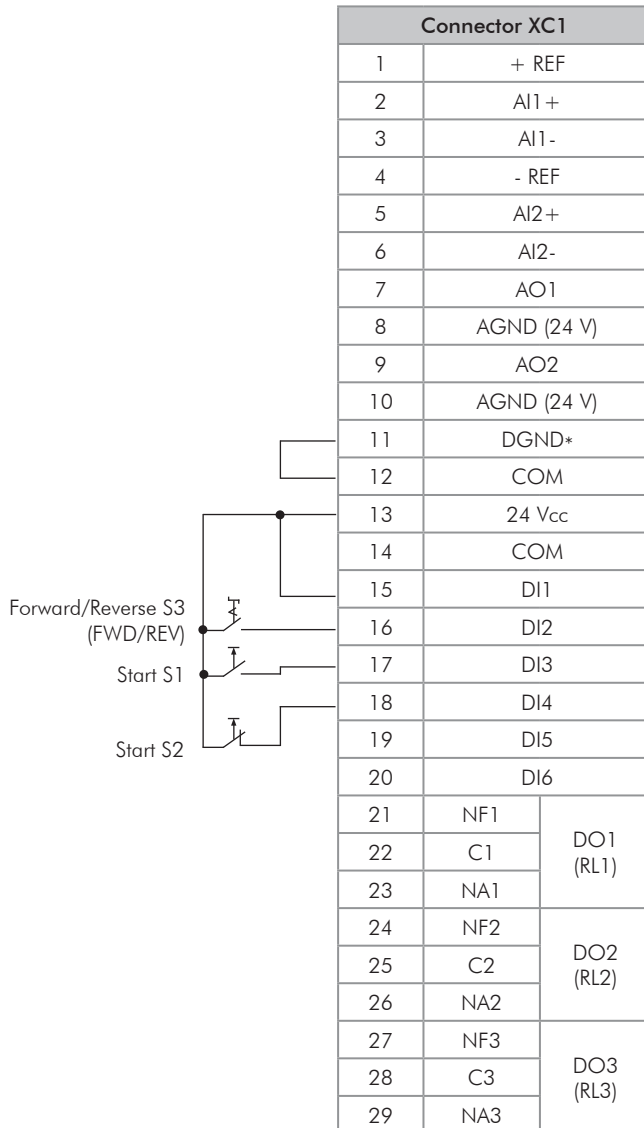 Connector XC1
1 + REF
2 AI1+
3 AI1-
4 - REF
5 AI2+
6 AI2-
7 AO1
8 AGND (24 V)
9 AO2
10 AGND (24 V)
11 DGND*
12 COM
13 24 Vcc
14 COM
15 DI1
Forward/Reverse S3
(FWD/REV)
16 DI2
Start S1
17 DI3
18 DI4
Start S2
19 DI5
20 DI6
21 NF1
22 C1
23 NA1
DO1
(RL1)
24 NF2
25 C2
26 NA2
DO2
(RL2)
27 NF3
28 C3
29 NA3
DO3
(RL3)